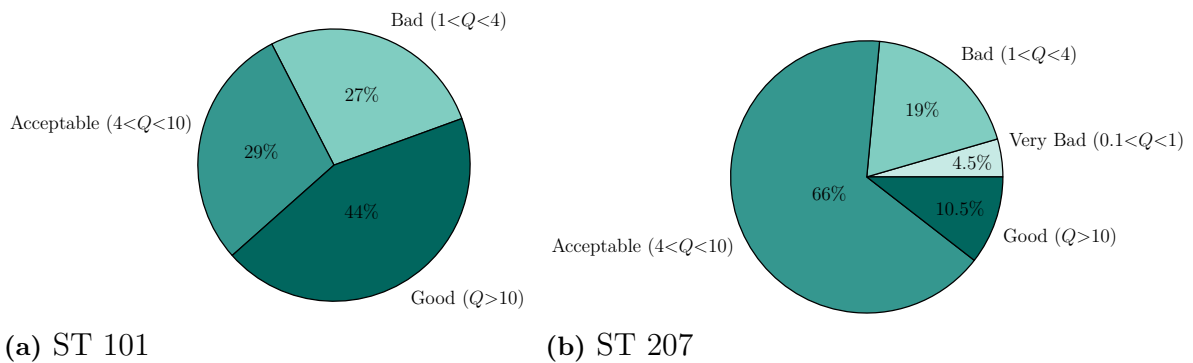 Bad (1<Q<4)
27%
Acceptable (4<Q<10)
29%
44%
Good (Q>10)
(a) ST 101
Bad (1<Q<4)
19%
Very Bad (0.1<Q<1)
4.5%
66%
10.5%
Good (Q>10)
Acceptable (4<Q<10)
(b) ST 207